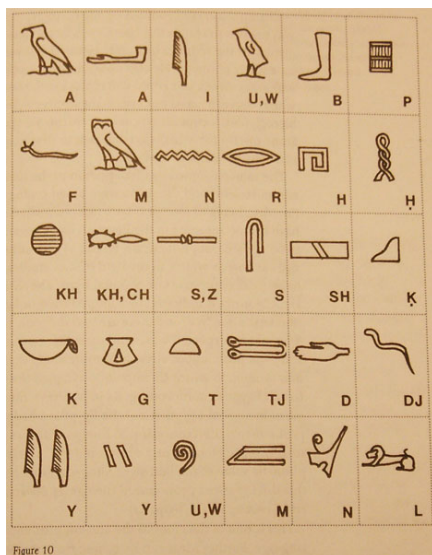 A A I U,W B P
F M N R H Ḥ
KH KH, CH S, Z S SH Ḳ
K G T TJ D DJ
Y Y U,W M N L
Figure 10